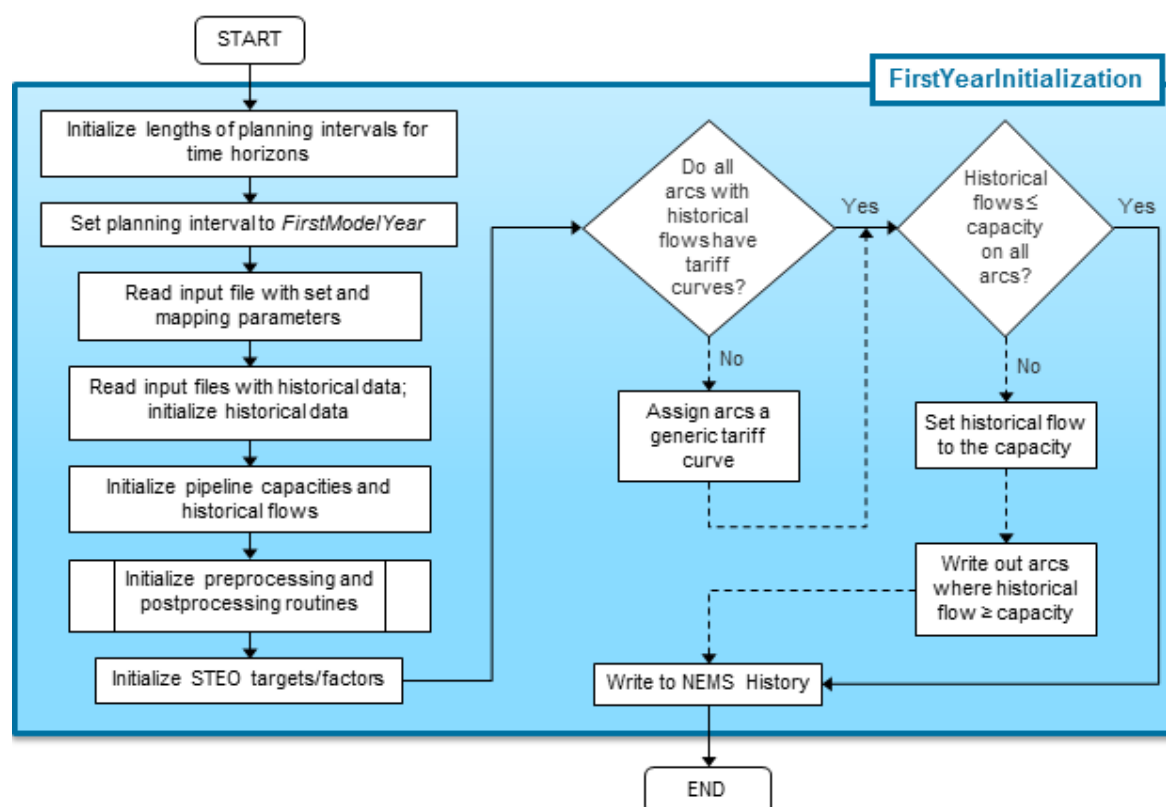 START
FirstYearInitialization
Initialize lengths of planning intervals for
time horizons
Set planning interval to FirstModelYear
Read input file with set and
mapping parameters
Read input files with historical data;
initialize historical data
Initialize pipeline capacities and
historical flows
Initialize preprocessing and
postprocessing routines
Initialize STEO targets/factors
Do all
arcs with
historical
flows have
tariff
curves?
Yes
No
Assign arcs a
generic tariff
curve
Historical
flows ≤
capacity
on all
arcs?
Yes
No
Set historical flow
to the capacity
Write out arcs
where historical
flow ≥ capacity
Write to NEMS History
END